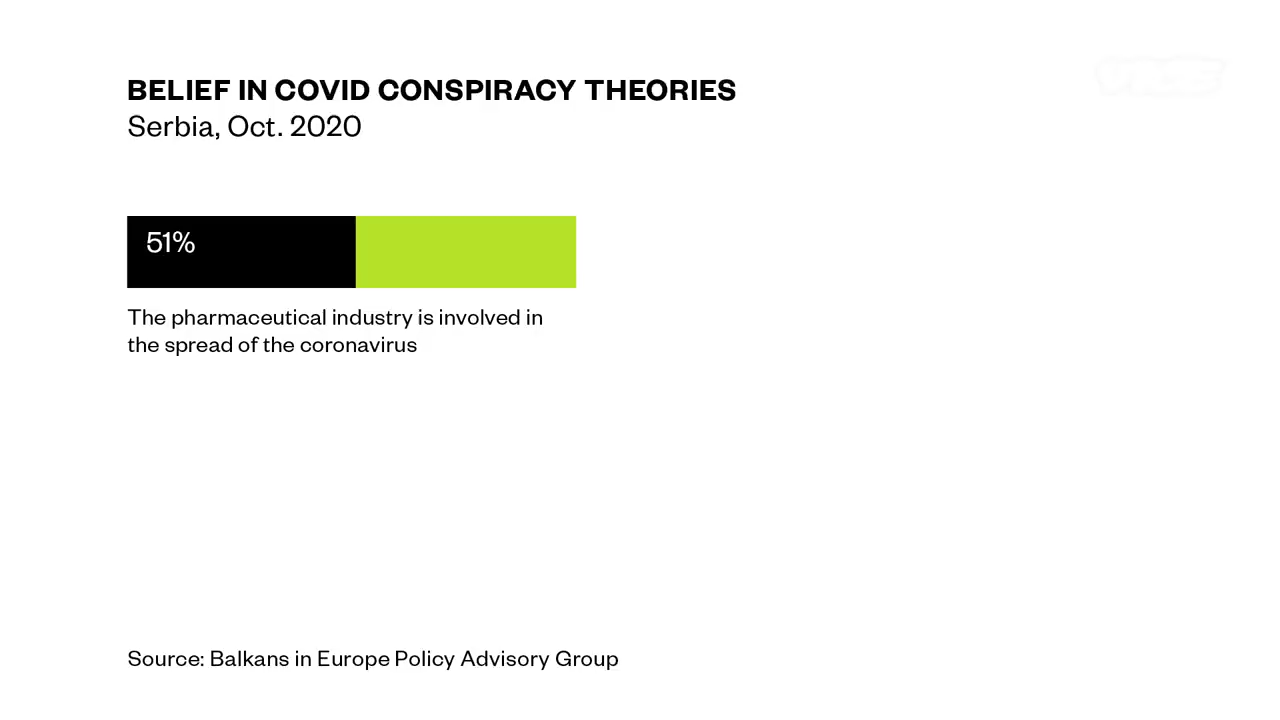 BELIEF IN COVID CONSPIRACY THEORIES
VICE
Serbia, Oct. 2020
51%
The pharmaceutical industry is involved in
the spread of the coronavirus
Source: Balkans in Europe Policy Advisory Group